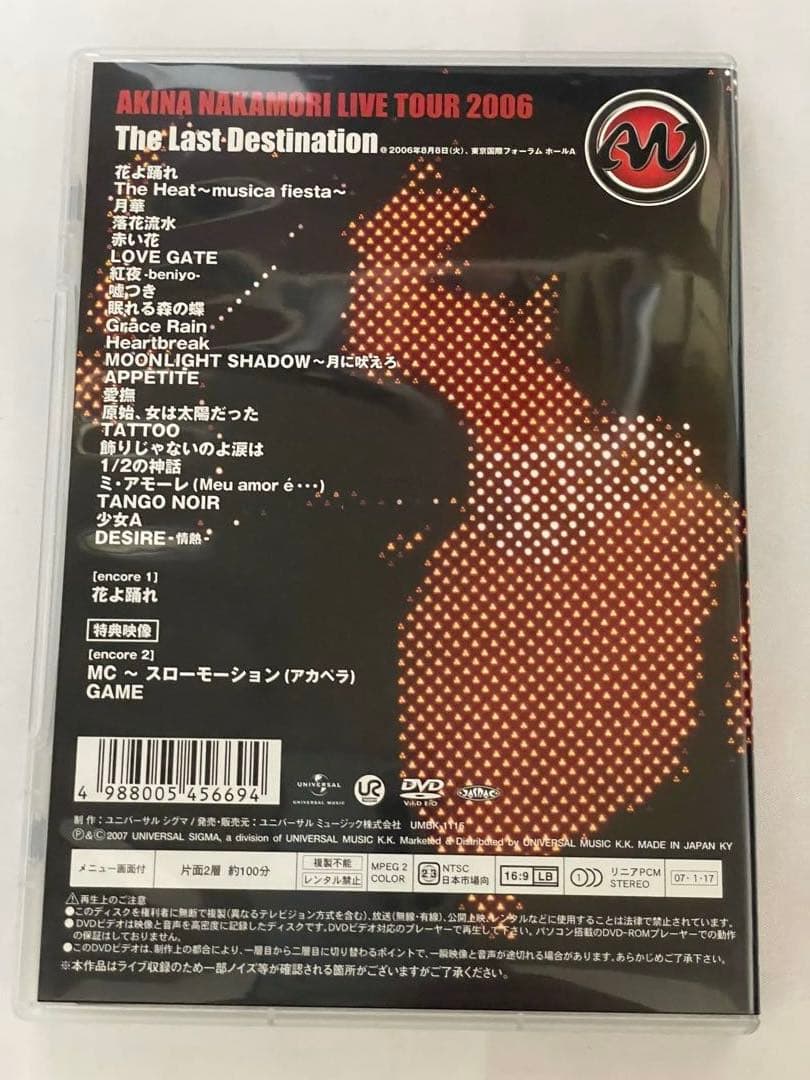 AKINA NAKAMORI LIVE TOUR 2006
The Last Destination @2006年8月8日(火)、東京国際フォーラム ホールA
AN
花よ踊れ
The Heat〜musica fiesta〜
月華
落花流水
赤い花
LOVE GATE
紅夜-beniyo-
嘘つき
眠れる森の蝶
Grace Rain
Heartbreak
MOONLIGHT SHADOW〜月に吠えろ
APPETITE
愛撫
原始、女は太陽だった
TATTOO
飾りじゃないのよ涙は
1/2の神話
ミ・アモーレ(Meu amor é・・・)
TANGO NOIR
少女A
DESIRE-情熱-
[encore 1]
花よ踊れ
特典映像
[encore 2]
MC 〜 スローモーション(アカペラ)
GAME
4 988005 456694
UNIVERSAL
UNIVERSAL MUSIC
UR
DVD
VIDEO
JASRAC
制作:ユニバーサル シグマ/発売・販売元:ユニバーサル ミュージック株式会社 UMBK-1116
Ⓟ&Ⓒ2007 UNIVERSAL SIGMA, a division of UNIVERSAL MUSIC K.K. Marketed & Distributed by UNIVERSAL MUSIC K.K. MADE IN JAPAN KY
メニュー画面付
片面2層 約100分
複製不能
レンタル禁止
MPEG 2
COLOR
2 3
NTSC
日本市場向
16:9 LB
リニアPCM
STEREO
07・1・17
⚠再生上のご注意
●このディスクを権利者に無断で複製(異なるテレビジョン方式を含む)、放送(無線・有線)、公開上映、レンタルなどに使用することは法律で禁止されています。
●DVDビデオは映像と音声を高密度に記録したディスクです。DVDビデオ対応のプレーヤーで再生して下さい。パソコン搭載のDVD-ROMプレーヤーでの動作
の保証はしておりません。
●このDVDビデオは、制作上の都合により、一層目から二層目に切り替わるポイントで、一瞬映像と音声が途切れる場合があります。あらかじめご了承下さい。
※本作品はライブ収録のため一部ノイズ等が確認される箇所がございますがご了承ください。